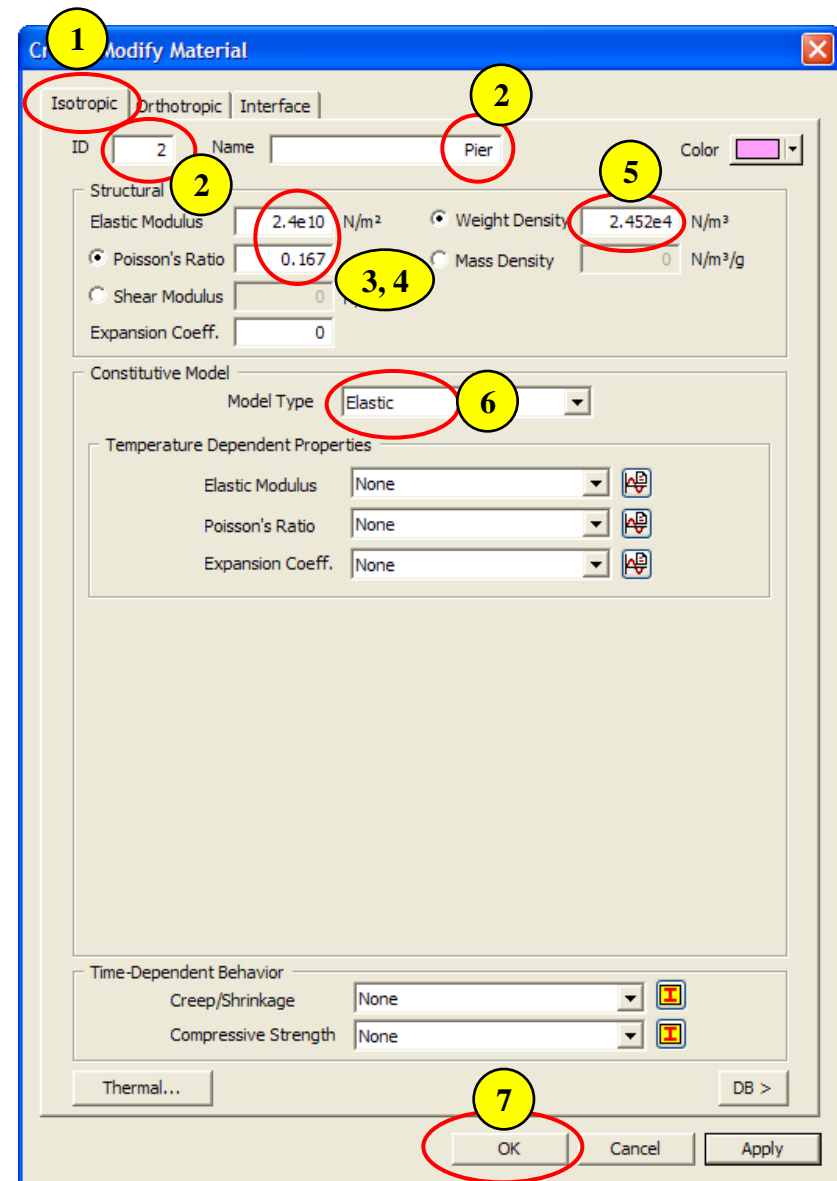 1
Cr Modify Material
Isotropic Orthotropic Interface
2
ID 2 Name Pier Color
2
5
Structural
Elastic Modulus 2.4e10 N/m² Weight Density 2.452e4 N/m³
Poisson's Ratio 0.167 Mass Density 0 N/m³/g
3, 4
Shear Modulus 0
Expansion Coeff. 0
Constitutive Model
Model Type Elastic 6
Temperature Dependent Properties
Elastic Modulus None
Poisson's Ratio None
Expansion Coeff. None
Time-Dependent Behavior
Creep/Shrinkage None
Compressive Strength None
Thermal... DB >
7
OK Cancel Apply